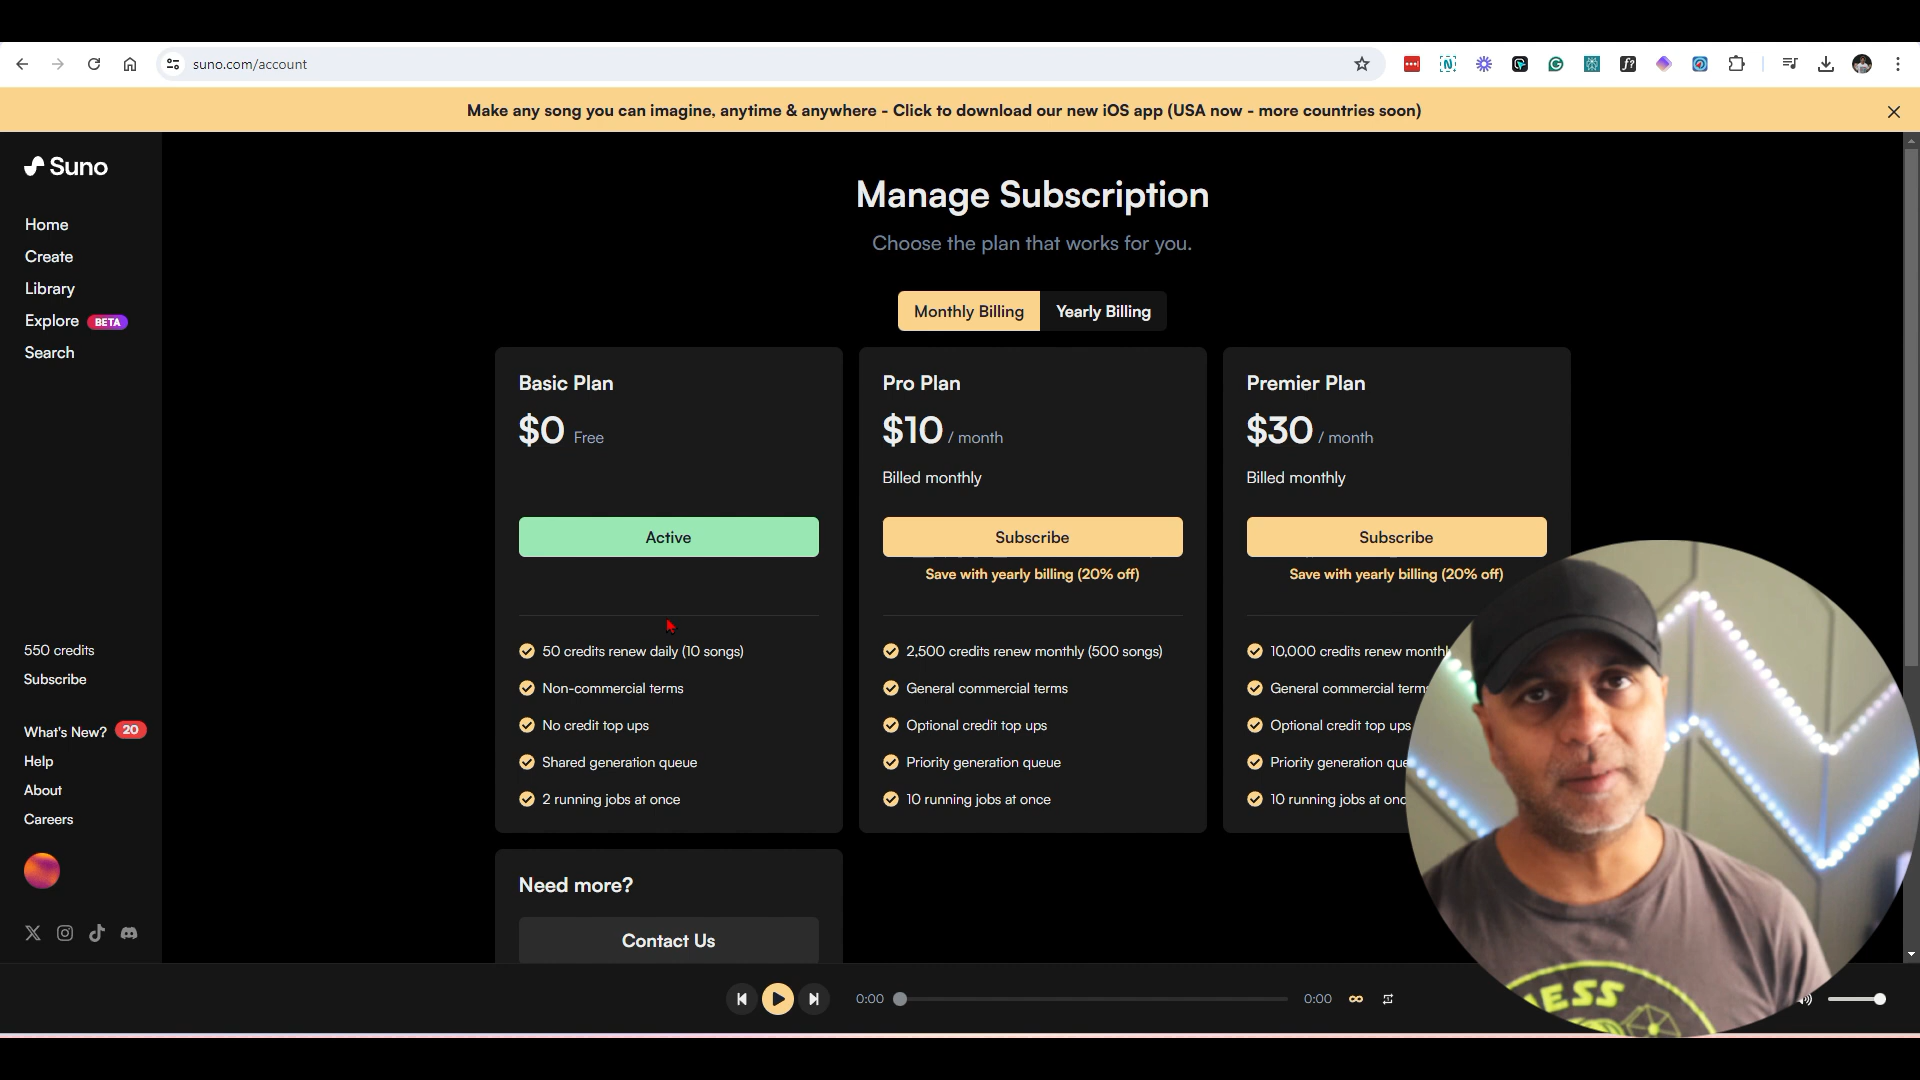 suno.com/account
Make any song you can imagine, anytime & anywhere - Click to download our new iOS app (USA now - more countries soon)
Suno
Home
Create
Library
Explore BETA
Search
550 credits
Subscribe
What's New? 20
Help
About
Careers
Manage Subscription
Choose the plan that works for you.
Monthly Billing
Yearly Billing
Basic Plan
$0 Free
Active
50 credits renew daily (10 songs)
Non-commercial terms
No credit top ups
Shared generation queue
2 running jobs at once
Pro Plan
$10 / month
Billed monthly
Subscribe
Save with yearly billing (20% off)
2,500 credits renew monthly (500 songs)
General commercial terms
Optional credit top ups
Priority generation queue
10 running jobs at once
Premier Plan
$30 / month
Billed monthly
Subscribe
Save with yearly billing (20% off)
10,000 credits renew
General commercial
Optional credit top ups
Priority generation
10 running jobs at
Need more?
Contact Us
0:00
0:00